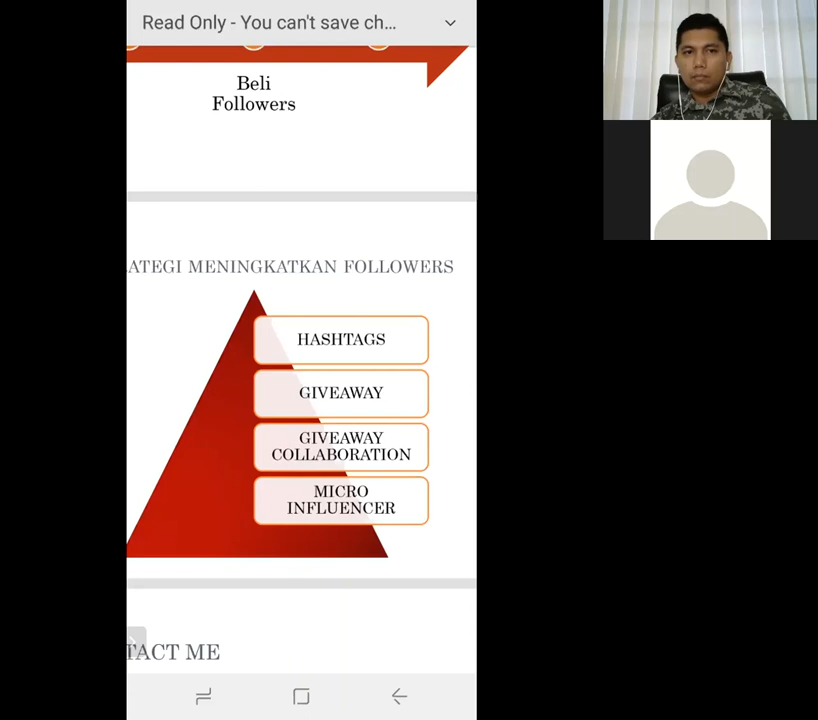 Read Only - You can't save ch...
Beli
Followers
ATEGI MENINGKATKAN FOLLOWERS
HASHTAGS
GIVEAWAY
GIVEAWAY
COLLABORATION
MICRO
INFLUENCER
TACT ME